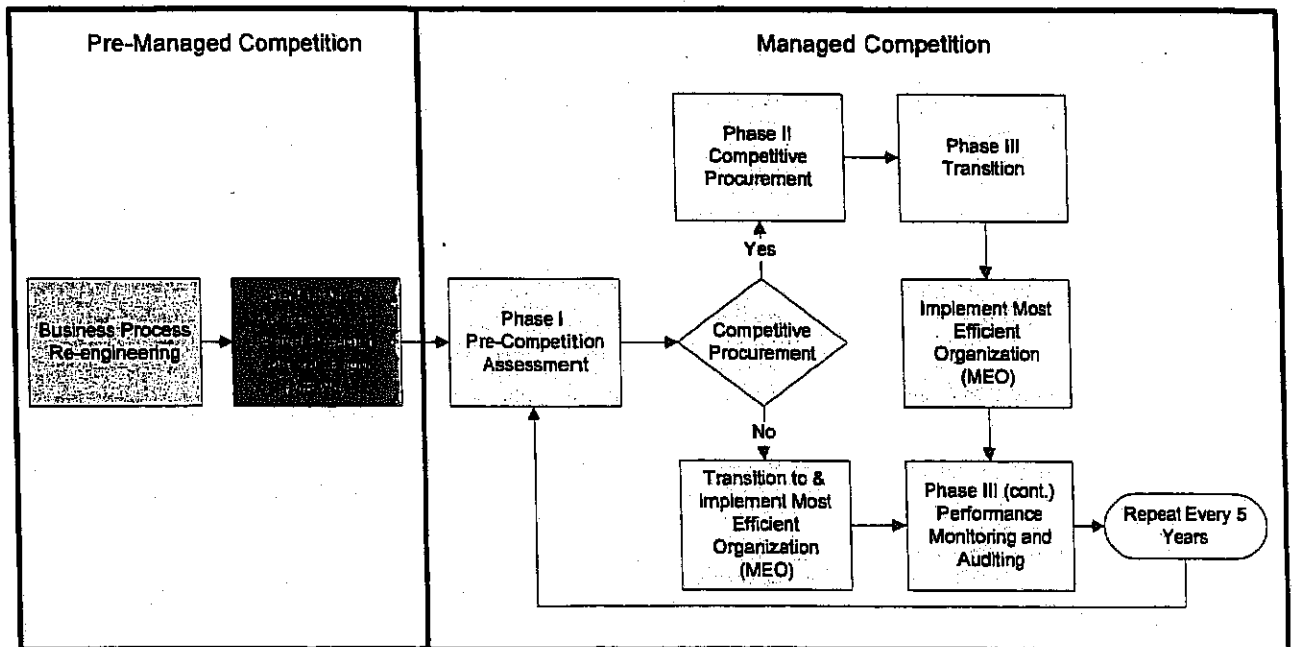 Pre-Managed Competition
Managed Competition
Phase II
Competitive
Procurement
Phase III
Transition
Yes
Business Process
Re-engineering
Phase I
Pre-Competition
Assessment
Competitive
Procurement
Implement Most
Efficient
Organization
(MEO)
No
Transition to &
Implement Most
Efficient
Organization
(MEO)
Phase III (cont.)
Performance
Monitoring and
Auditing
Repeat Every 5
Years